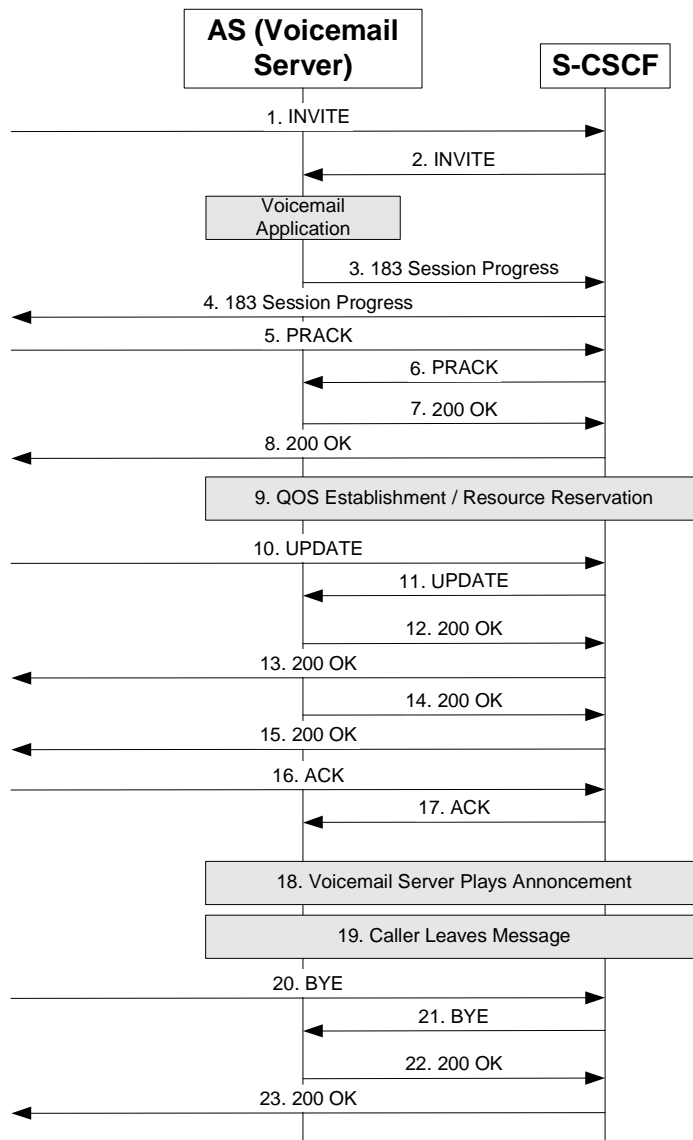 AS (Voicemail
Server)
S-CSCF
1. INVITE
2. INVITE
Voicemail
Application
3. 183 Session Progress
4. 183 Session Progress
5. PRACK
6. PRACK
7. 200 OK
8. 200 OK
9. QOS Establishment / Resource Reservation
10. UPDATE
11. UPDATE
12. 200 OK
13. 200 OK
14. 200 OK
15. 200 OK
16. ACK
17. ACK
18. Voicemail Server Plays Annoncement
19. Caller Leaves Message
20. BYE
21. BYE
22. 200 OK
23. 200 OK